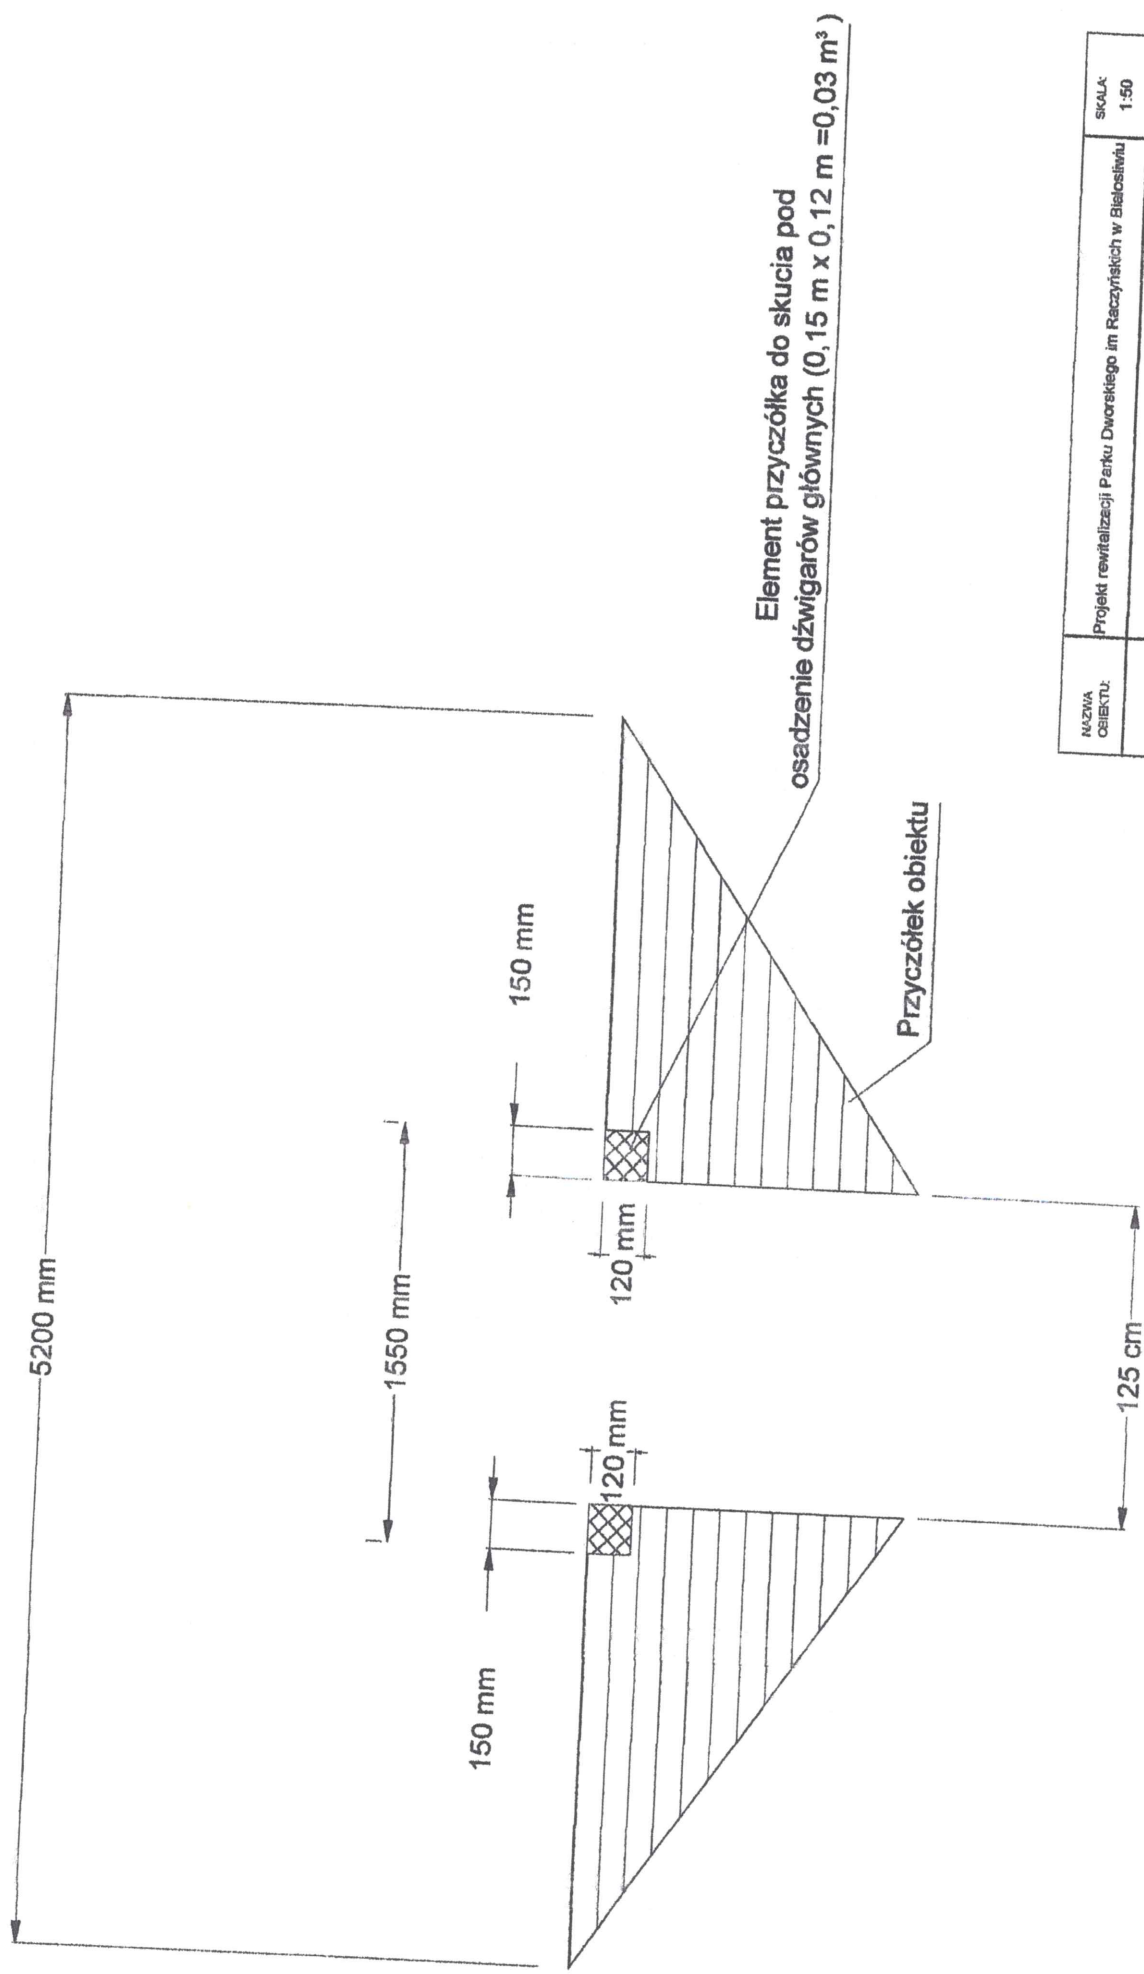 5200 mm
1550 mm
150 mm
150 mm
120 mm
120 mm
Element przyczółka do skucia pod
osadzenie dźwigarów głównych (0,15 m x 0,12 m =0,03 m³ )
Przyczółek obiektu
125 cm
NAZWA
OBIEKTU:
Projekt rewitalizacji Parku Dworskiego im Raczyńskich w Białosliwiu
SKALA:
1:50